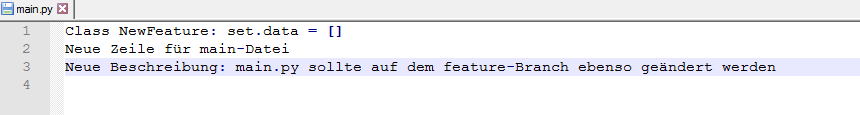 main.py
1 Class NewFeature: set.data = []
2 Neue Zeile für main-Datei
3 Neue Beschreibung: main.py sollte auf dem feature-Branch ebenso geändert werden
4